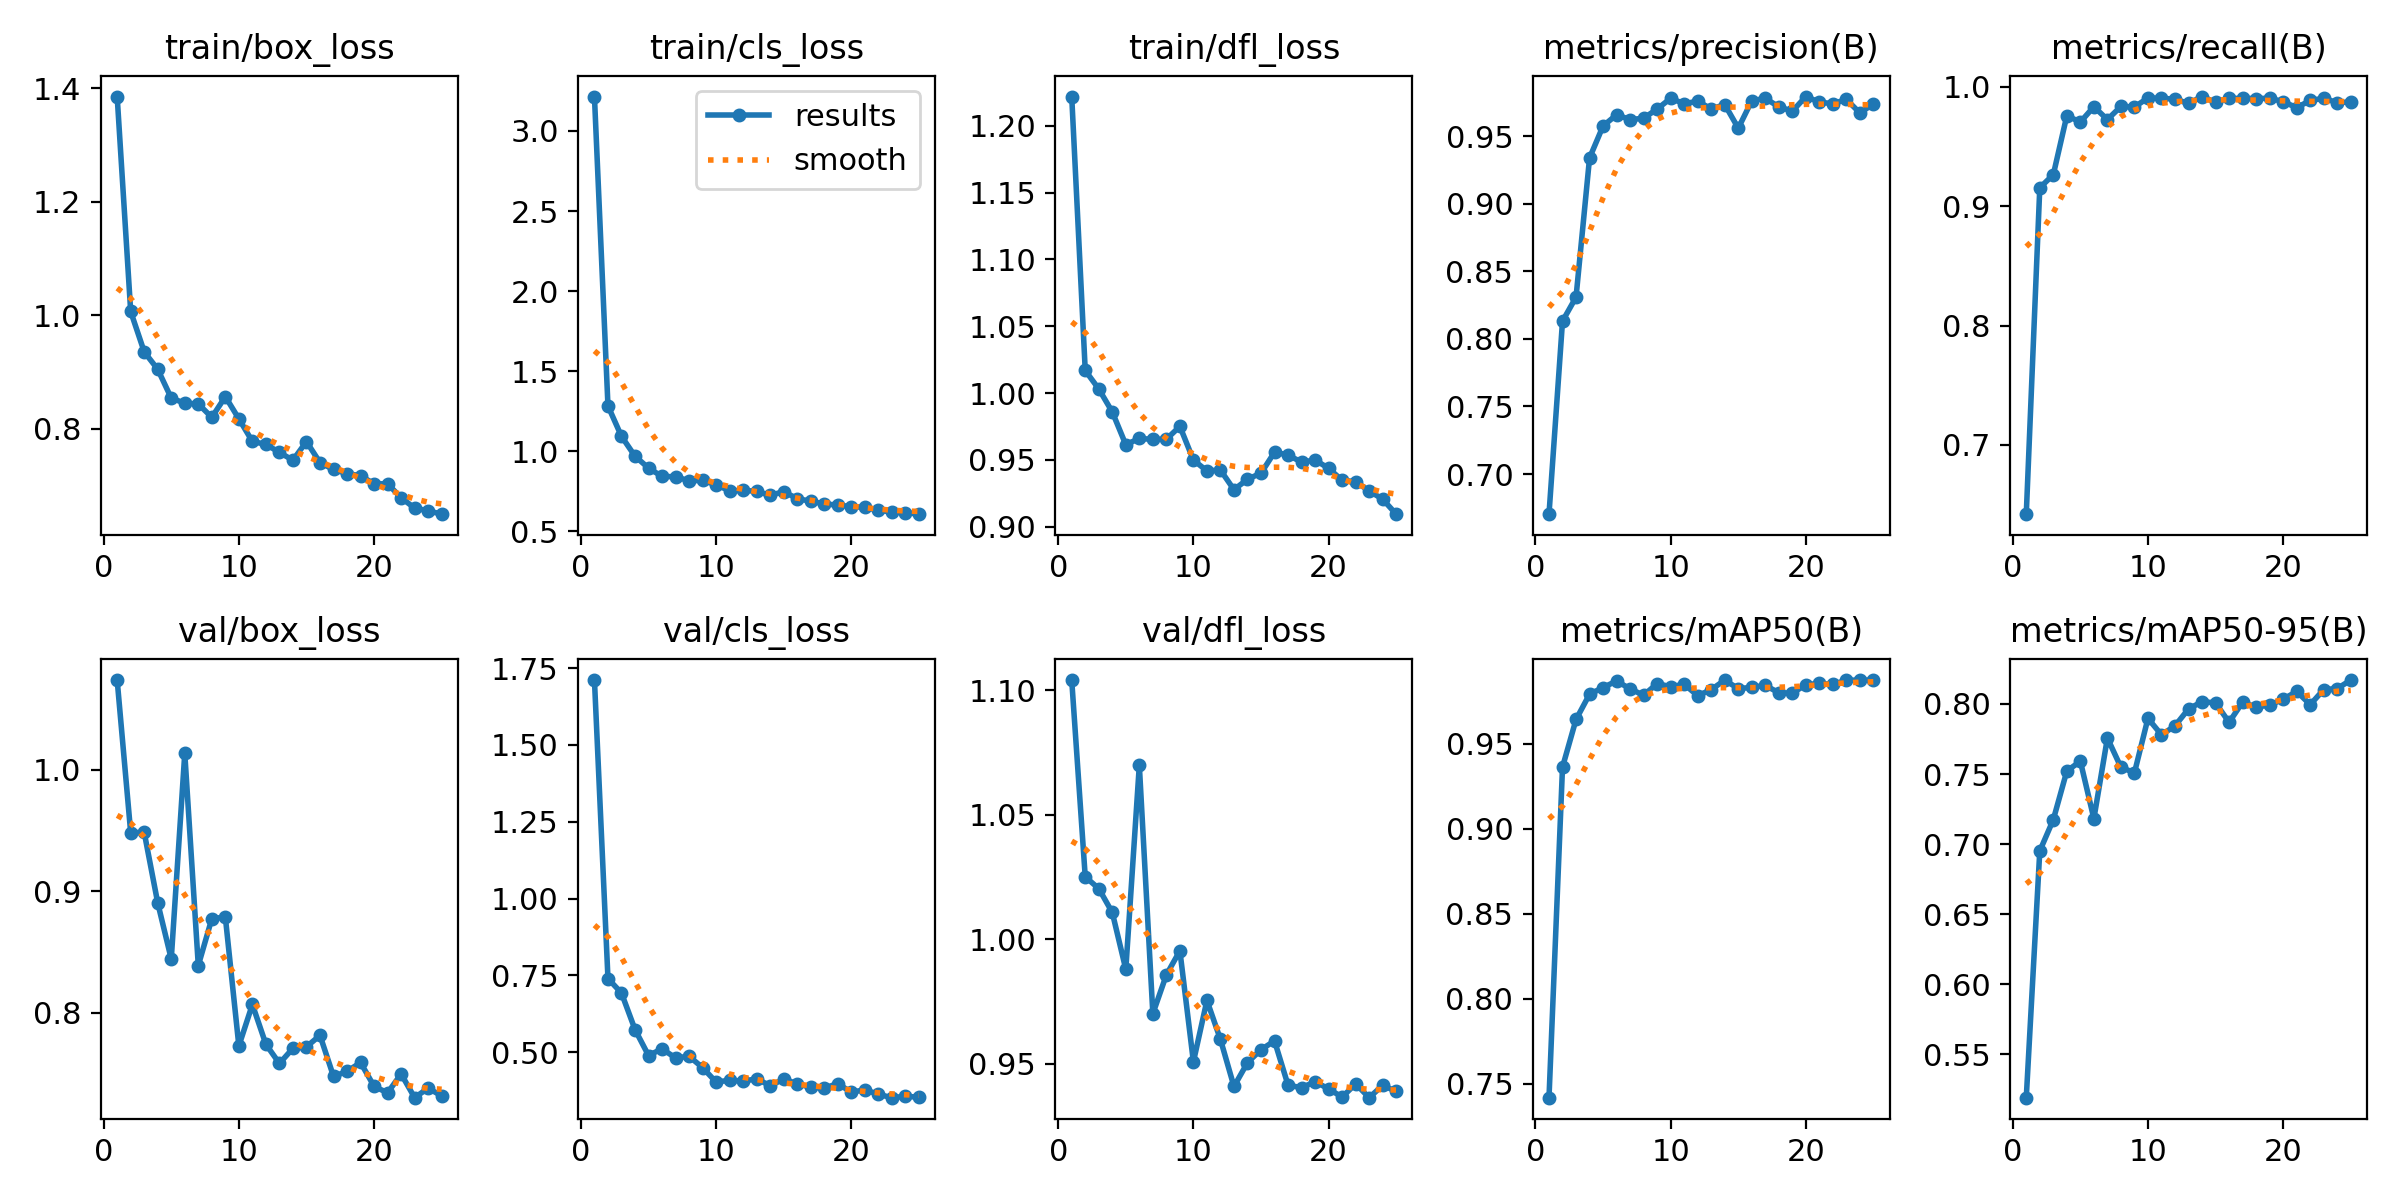 train/box_loss
1.4
1.2
1.0
0.8
0 10 20
train/cls_loss
results
smooth
3.0
2.5
2.0
1.5
1.0
0.5
0 10 20
train/dfl_loss
1.20
1.15
1.10
1.05
1.00
0.95
0.90
0 10 20
metrics/precision(B)
0.95
0.90
0.85
0.80
0.75
0.70
0 10 20
metrics/recall(B)
1.0
0.9
0.8
0.7
0 10 20
val/box_loss
1.0
0.9
0.8
0 10 20
val/cls_loss
1.75
1.50
1.25
1.00
0.75
0.50
0 10 20
val/dfl_loss
1.10
1.05
1.00
0.95
0 10 20
metrics/mAP50(B)
0.95
0.90
0.85
0.80
0.75
0 10 20
metrics/mAP50-95(B)
0.80
0.75
0.70
0.65
0.60
0.55
0 10 20